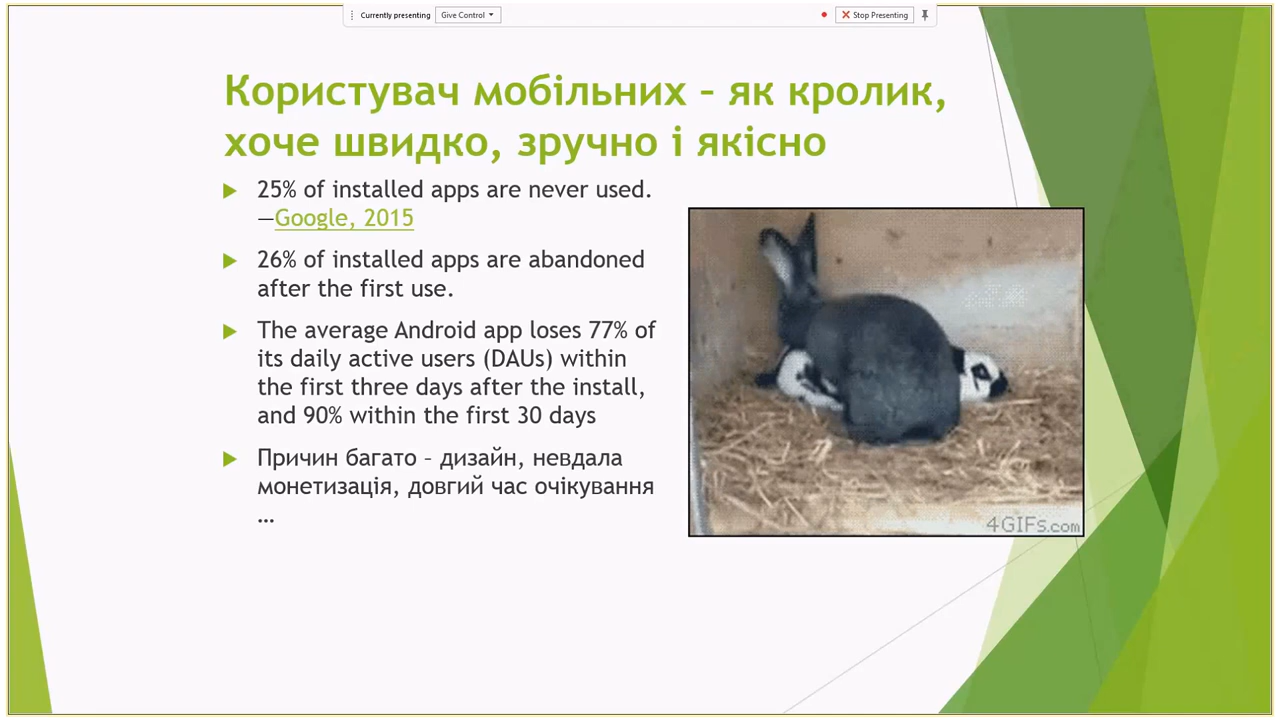 Currently presenting Give Control Stop Presenting
Користувач мобільних – як кролик,
хоче швидко, зручно і якісно
25% of installed apps are never used.
—Google, 2015
26% of installed apps are abandoned
after the first use.
The average Android app loses 77% of
its daily active users (DAUs) within
the first three days after the install,
and 90% within the first 30 days
Причин багато – дизайн, невдала
монетизація, довгий час очікування
…
4GIFs.com